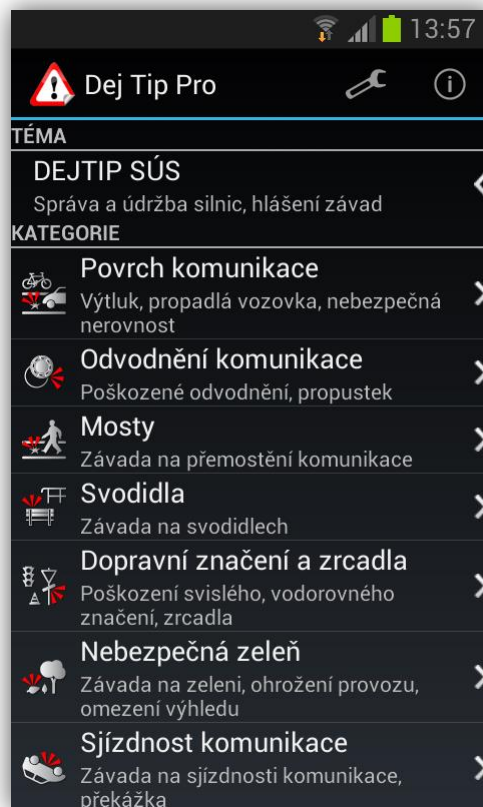 13:57
Dej Tip Pro
TÉMA
DEJTIP SÚS
Správa a údržba silnic, hlášení závad
KATEGORIE
Povrch komunikace
Výtluk, propadlá vozovka, nebezpečná
nerovnost
Odvodnění komunikace
Poškozené odvodnění, propustek
Mosty
Závada na přemostění komunikace
Svodidla
Závada na svodidlech
Dopravní značení a zrcadla
Poškození svislého, vodorovného
značení, zrcadla
Nebezpečná zeleň
Závada na zeleni, ohrožení provozu,
omezení výhledu
Sjízdnost komunikace
Závada na sjízdnosti komunikace,
překážka